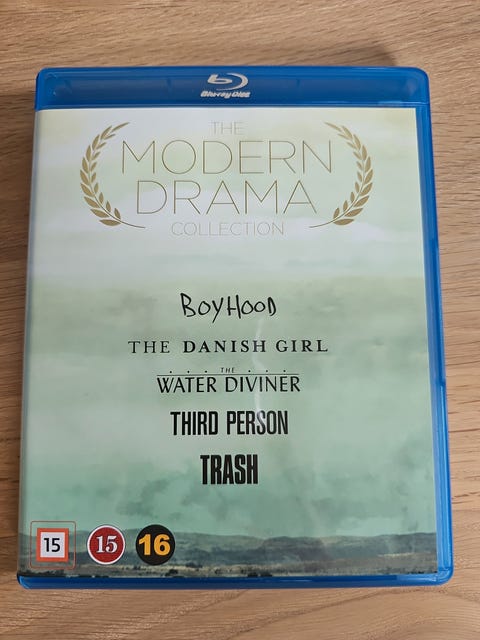 Blu-ray Disc
THE
MODERN
DRAMA
COLLECTION
BOYHOOD
THE DANISH GIRL
THE
WATER DIVINER
THIRD PERSON
TRASH
15 15 16